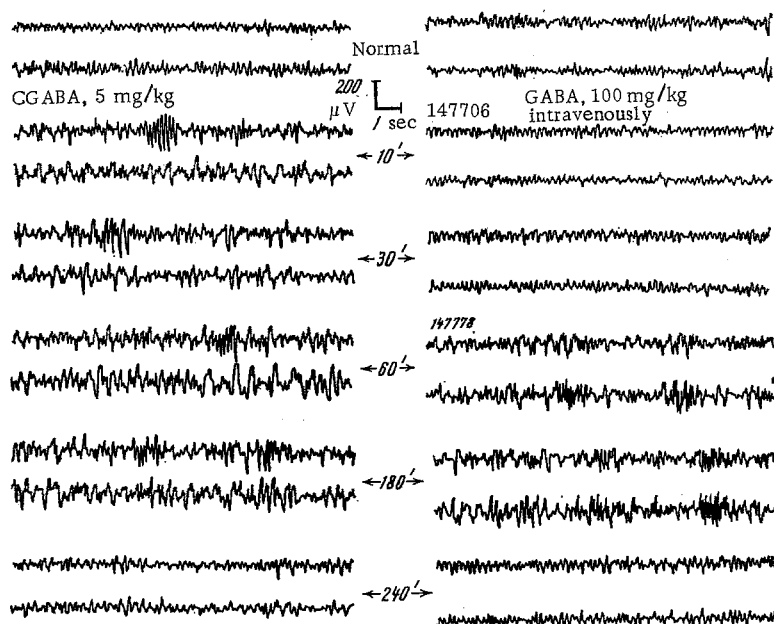 Normal
CGABA, 5 mg/kg
200
μV
1 sec
147706
GABA, 100 mg/kg
intravenously
10'
30'
147778
60'
180'
240'